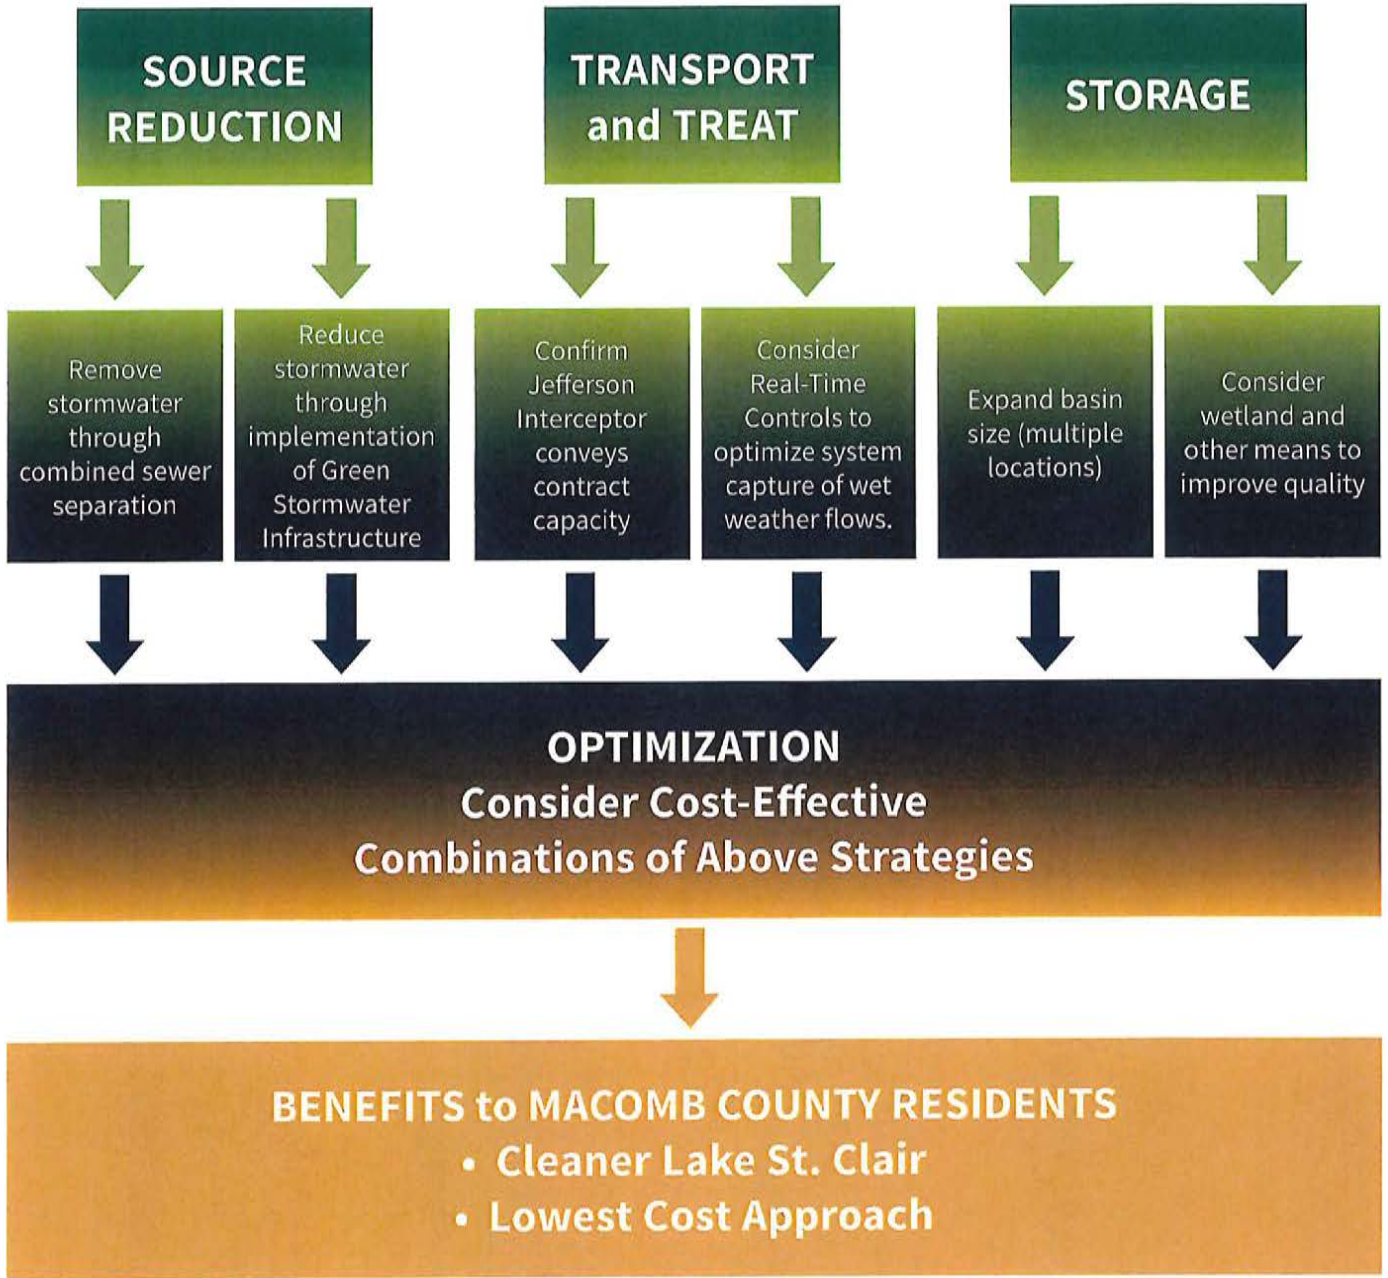 SOURCE
REDUCTION
TRANSPORT
and TREAT
STORAGE
Remove
stormwater
through
combined sewer
separation
Reduce
stormwater
through
implementation
of Green
Stormwater
Infrastructure
Confirm
Jefferson
Interceptor
conveys
contract
capacity
Consider
Real-Time
Controls to
optimize system
capture of wet
weather flows.
Expand basin
size (multiple
locations)
Consider
wetland and
other means to
improve quality
OPTIMIZATION
Consider Cost-Effective
Combinations of Above Strategies
BENEFITS to MACOMB COUNTY RESIDENTS
• Cleaner Lake St. Clair
• Lowest Cost Approach